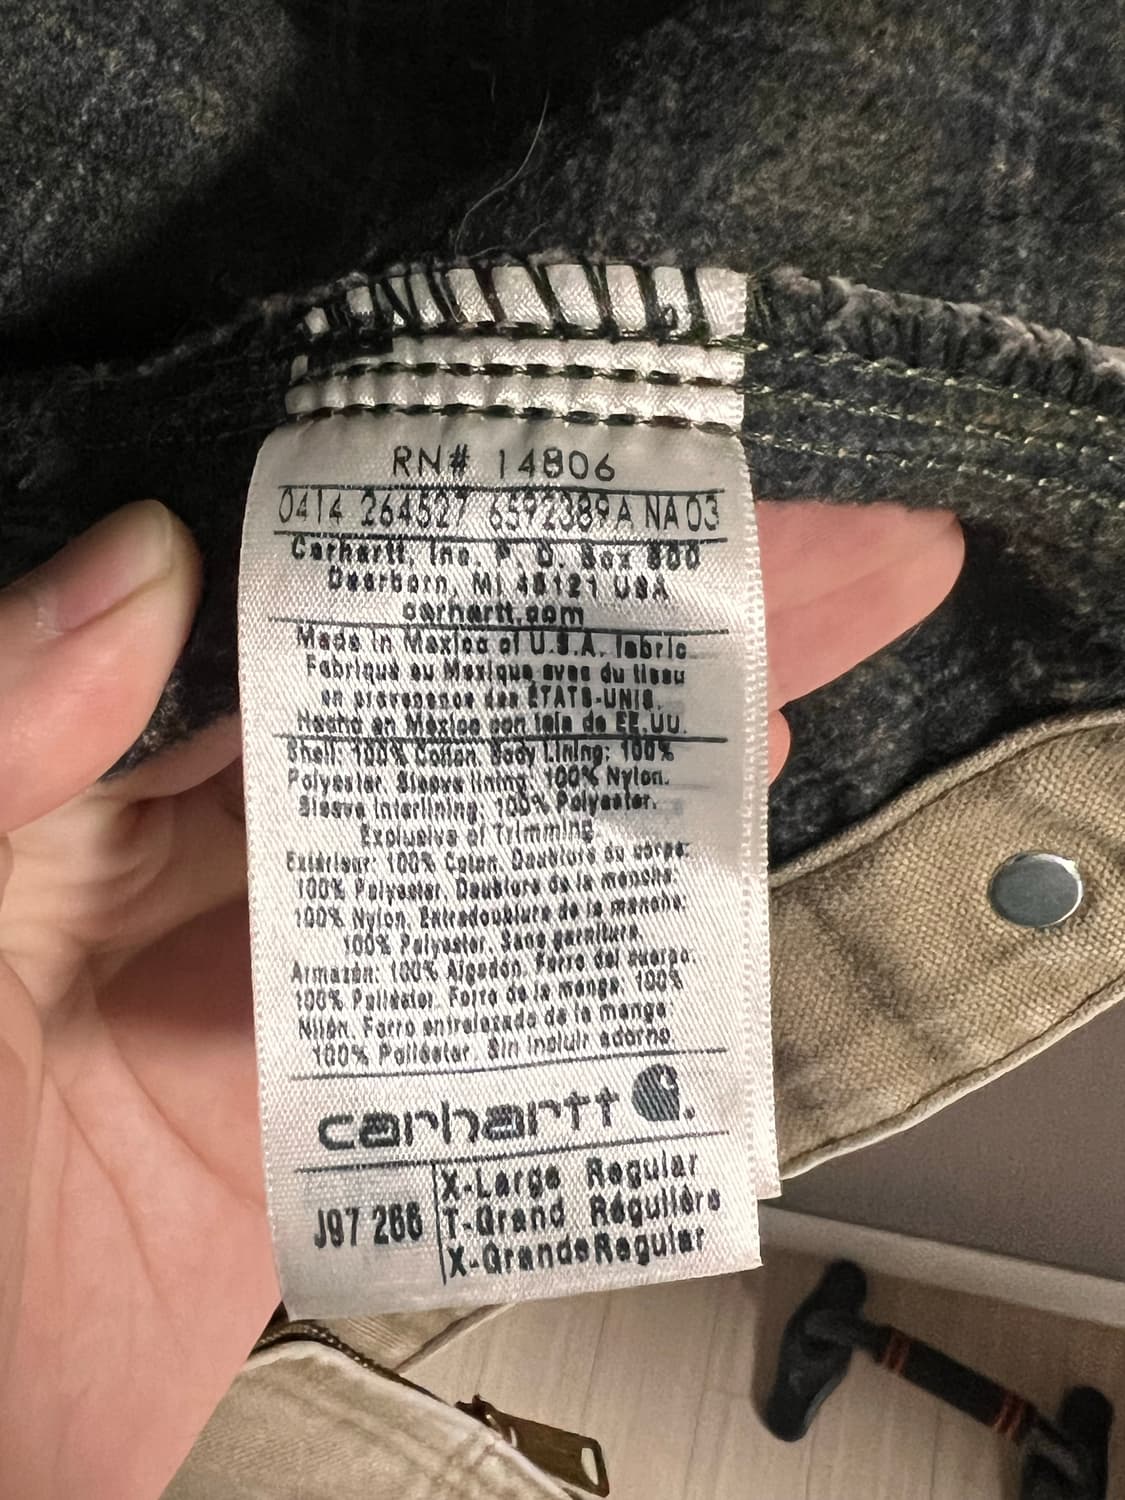 RN# 14806
0414 264527 6592389A NA 03
Carhartt, Inc. P. O. Box 800
Dearborn, MI 48121 USA
carhartt.com
Made in Mexico of U.S.A. fabric
Fabriqué au Mexique avec du tissu
en provenance des ÉTATS-UNIS.
Hecho en México con tela de EE.UU.
Shell: 100% Cotton. Body Lining: 100%
Polyester. Sleeve lining: 100% Nylon.
Sleeve Interlining: 100% Polyester.
Exclusive of Trimming
Extérieur: 100% Coton. Doublure du corps:
100% Polyester. Doublure de la manche:
100% Nylon. Entredoublure de la manche:
100% Polyester. Sans garniture.
Armazón: 100% Algodón. Forro del cuerpo:
100% Poliéster. Forro de la manga: 100%
Nilón. Forro entrelazado de la manga
100% Poliéster. Sin incluir adorno.
carhartt
J97 266
X-Large Regular
T-Grand Régulière
X-Grande Regular